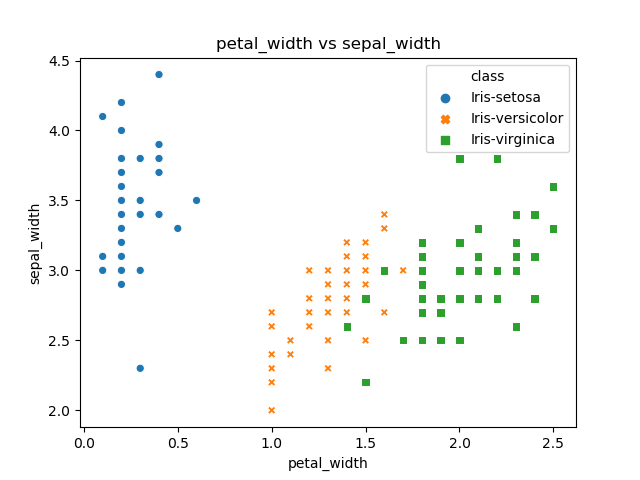 petal_width vs sepal_width
class
Iris-setosa
Iris-versicolor
Iris-virginica
sepal_width
4.5
4.0
3.5
3.0
2.5
2.0
0.0 0.5 1.0 1.5 2.0 2.5
petal_width